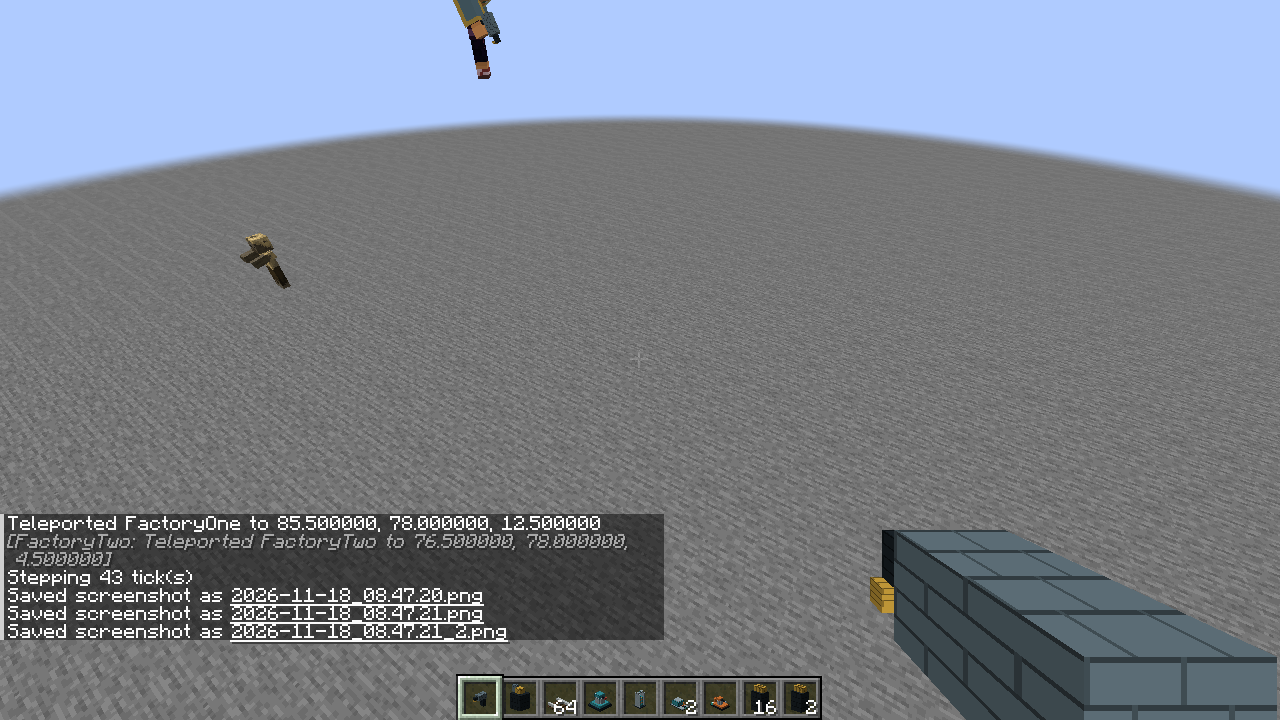 Teleported FactoryOne to 85.500000, 78.000000, 12.500000
[FactoryTwo: Teleported FactoryTwo to 76.500000, 78.000000,
4.500000]
Stepping 43 tick(s)
Saved screenshot as 2026-11-18_08.47.20.png
Saved screenshot as 2026-11-18_08.47.21.png
Saved screenshot as 2026-11-18_08.47.21_2.png
64 2 16 2